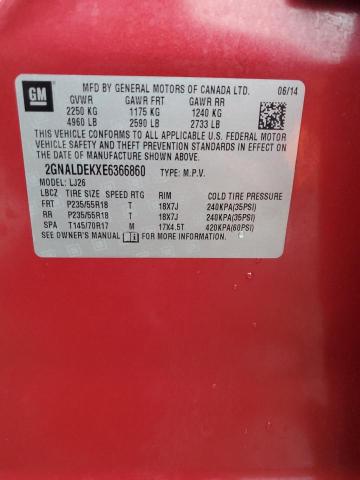 GM
MFD BY GENERAL MOTORS OF CANADA LTD. 06/14
GVWR GAWR FRT GAWR RR
2250 KG 1175 KG 1240 KG
4960 LB 2590 LB 2733 LB
THIS VEHICLE CONFORMS TO ALL APPLICABLE U.S. FEDERAL MOTOR
VEHICLE SAFETY, BUMPER, AND THEFT PREVENTION STANDARDS IN
EFFECT ON THE DATE OF MANUFACTURE SHOWN ABOVE.
2GNALDEKXE6366860 TYPE: M.P.V.
MODEL: LJ26
LBCZ TIRE SIZE SPEED RTG RIM COLD TIRE PRESSURE
FRT P235/55R18 T 18X7J 240KPA(35PSI)
RR P235/55R18 T 18X7J 240KPA(35PSI)
SPA T145/70R17 M 17X4.5T 420KPA(60PSI)
SEE OWNER'S MANUAL FOR MORE INFORMATION.